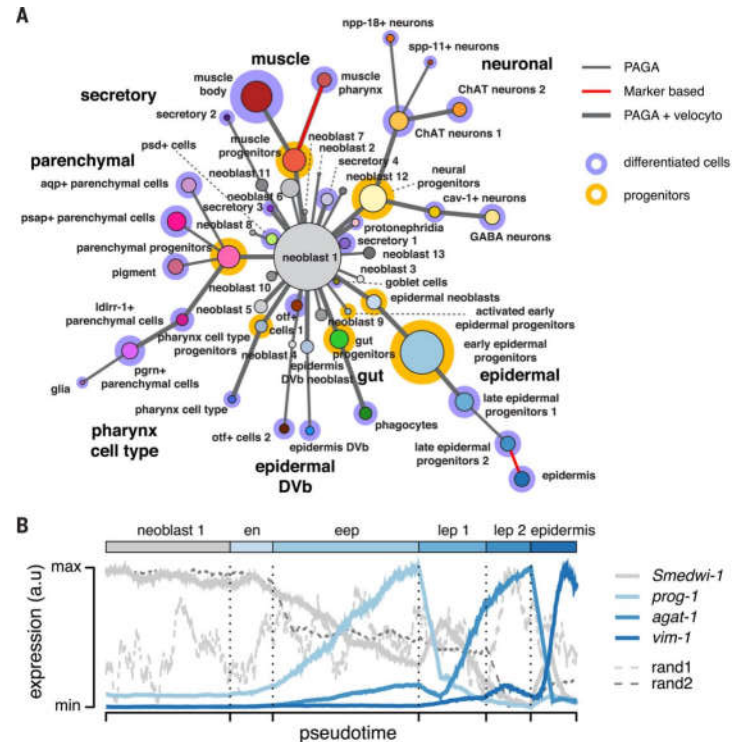 A
npp-18+ neurons
spp-11+ neurons
muscle
neuronal
muscle
body
muscle
pharynx
ChAT neurons 2
secretory
secretory 2
ChAT neurons 1
muscle
progenitors
neoblast 7
neoblast 2
secretory 4
neoblast 12
psd+ cells
parenchymal
neoblast 11
neoblast 6
neural
progenitors
aqp+ parenchymal cells
secretory 3
cav-1+ neurons
psap+ parenchymal cells
neoblast 8
protonephridia
GABA neurons
parenchymal progenitors
secretory 1
neoblast 1
neoblast 13
pigment
neoblast 3
goblet cells
neoblast 10
epidermal neoblasts
ldlrr-1+
parenchymal cells
neoblast 5
otf+
cells 1
neoblast 9
activated early
epidermal progenitors
pharynx cell type
progenitors
neoblast 4
gut
progenitors
early epidermal
progenitors
epidermis
DVb neoblast
pgrn+
parenchymal cells
glia
gut
epidermal
pharynx cell type
phagocytes
late epidermal
progenitors 1
pharynx
cell type
otf+ cells 2
epidermis DVb
late epidermal
progenitors 2
epidermal
DVb
epidermis
PAGA
Marker based
PAGA + velocyto
differentiated cells
progenitors
B
neoblast 1 en eep lep 1 lep 2 epidermis
max
min
expression (a.u)
pseudotime
Smedwi-1
prog-1
agat-1
vim-1
rand1
rand2